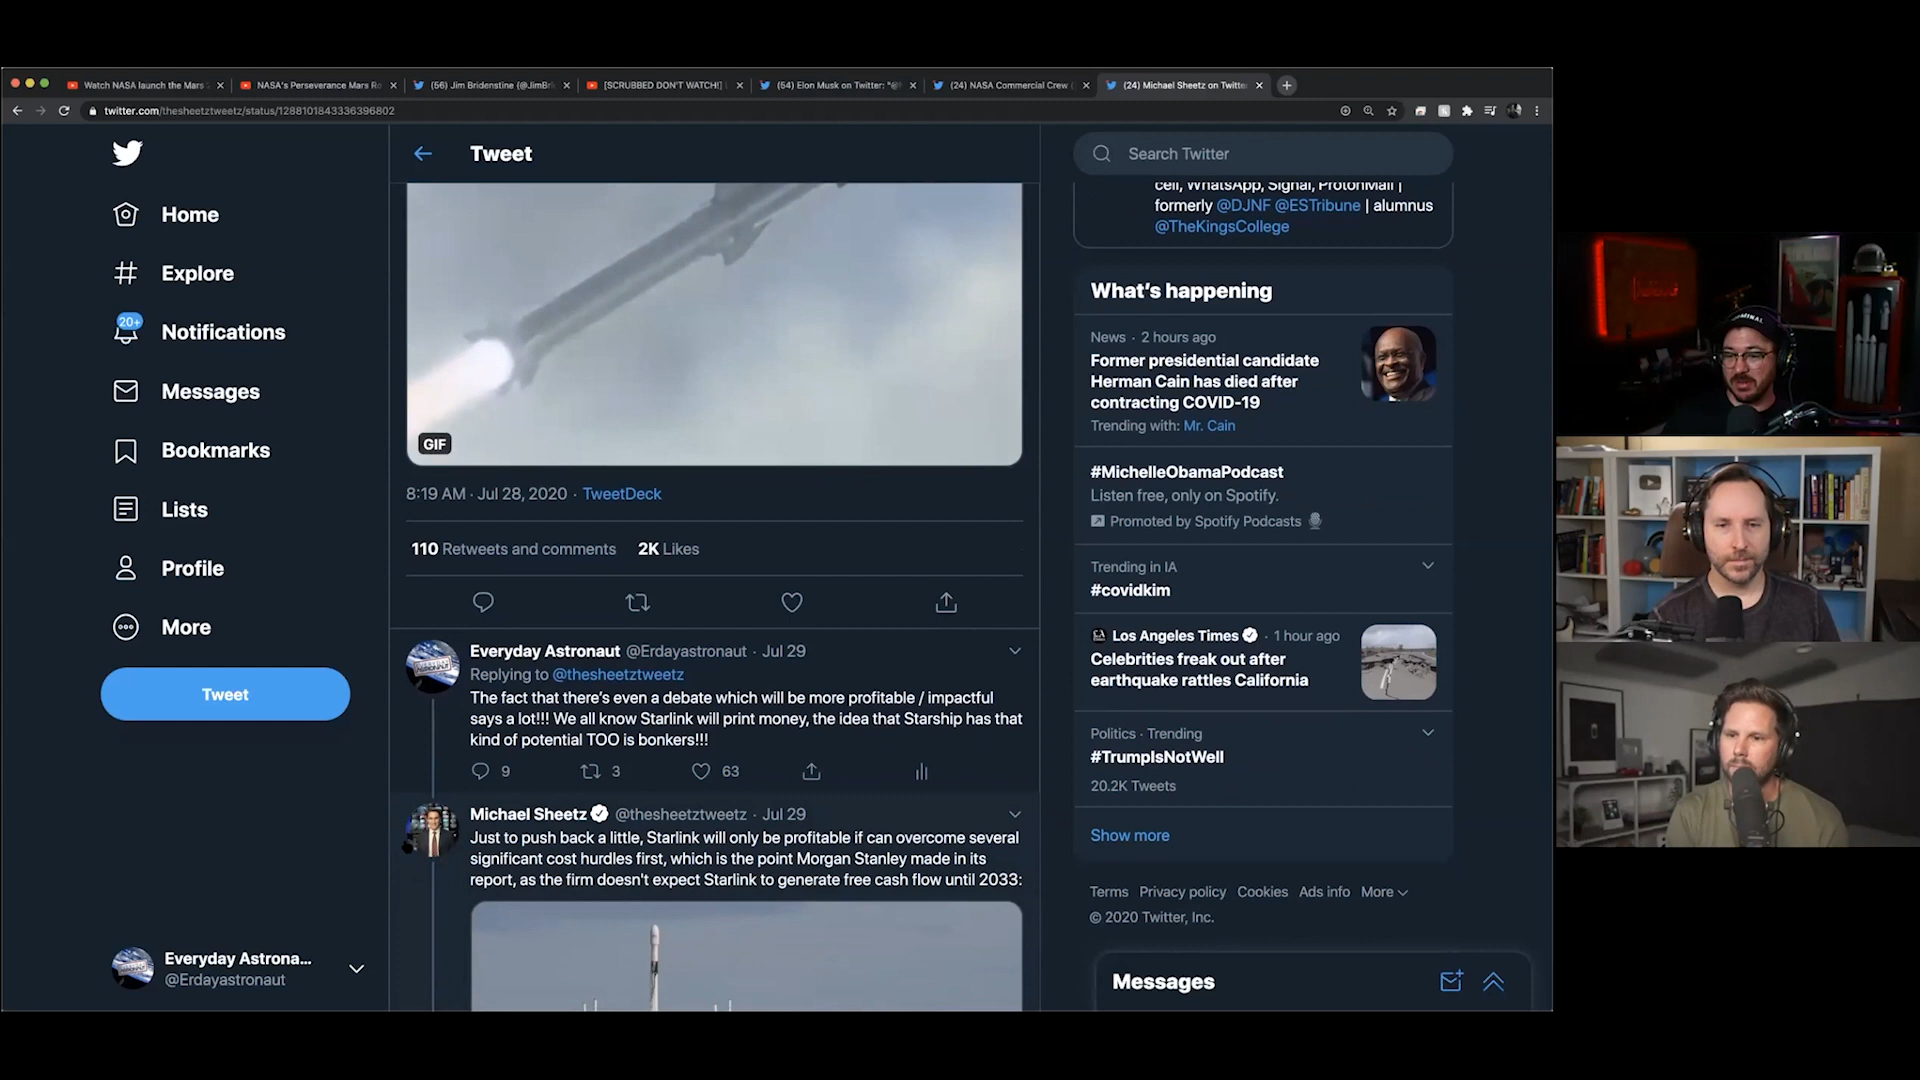 Watch NASA launch the Mars
NASA's Perseverance Mars Ro
(56) Jim Bridenstine (@JimBri
[SCRUBBED DON'T WATCH!]
(54) Elon Musk on Twitter: "@
(24) NASA Commercial Crew
(24) Michael Sheetz on Twitte
twitter.com/thesheetztweetz/status/1288101843336396802
Tweet
Search Twitter
Home
Explore
20+
Notifications
Messages
Bookmarks
Lists
Profile
More
Tweet
Everyday Astrona...
@Erdayastronaut
GIF
8:19 AM · Jul 28, 2020 · TweetDeck
110 Retweets and comments 2K Likes
Everyday Astronaut @Erdayastronaut · Jul 29
Replying to @thesheetztweetz
The fact that there's even a debate which will be more profitable / impactful
says a lot!!! We all know Starlink will print money, the idea that Starship has that
kind of potential TOO is bonkers!!!
9 3 63
Michael Sheetz @thesheetztweetz · Jul 29
Just to push back a little, Starlink will only be profitable if can overcome several
significant cost hurdles first, which is the point Morgan Stanley made in its
report, as the firm doesn't expect Starlink to generate free cash flow until 2033:
cell, WhatsApp, Signal, ProtonMail |
formerly @DJNF @ESTribune | alumnus
@TheKingsCollege
What's happening
News · 2 hours ago
Former presidential candidate
Herman Cain has died after
contracting COVID-19
Trending with: Mr. Cain
#MichelleObamaPodcast
Listen free, only on Spotify.
Promoted by Spotify Podcasts
Trending in IA
#covidkim
Los Angeles Times · 1 hour ago
Celebrities freak out after
earthquake rattles California
Politics · Trending
#TrumpIsNotWell
20.2K Tweets
Show more
Terms Privacy policy Cookies Ads info More
© 2020 Twitter, Inc.
Messages